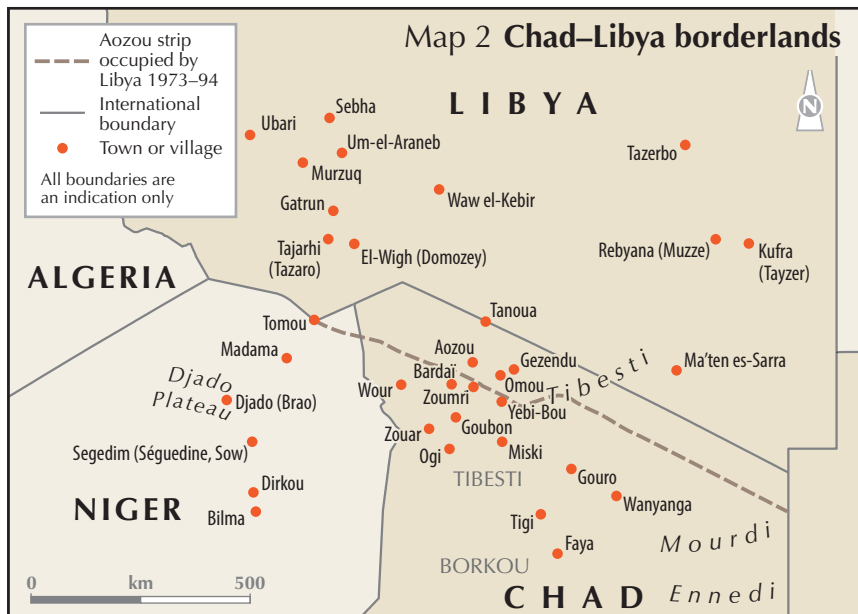 Map 2 Chad–Libya borderlands
Aozou strip
occupied by
Libya 1973–94
International
boundary
Town or village
All boundaries are
an indication only
N
LIBYA
Sebha
Ubari
Um-el-Araneb
Murzuq
Tazerbo
Waw el-Kebir
Gatrun
Tajarhi
(Tazaro)
El-Wigh (Domozey)
Rebyana (Muzze)
Kufra
(Tayzer)
ALGERIA
Tomou
Tanoua
Madama
Aozou
Gezendu
Bardaï
Omou
Tibesti
Ma'ten es-Sarra
Djado
Plateau
Wour
Zoumri
Yebi-Bou
Djado (Brao)
Goubon
Zouar
Ogi
Miski
Segedim (Séguedine, Sow)
TIBESTI
Gouro
Dirkou
Wanyanga
NIGER
Bilma
Tigi
Mourdi
Faya
BORKOU
0 km 500
CHAD
Ennedi